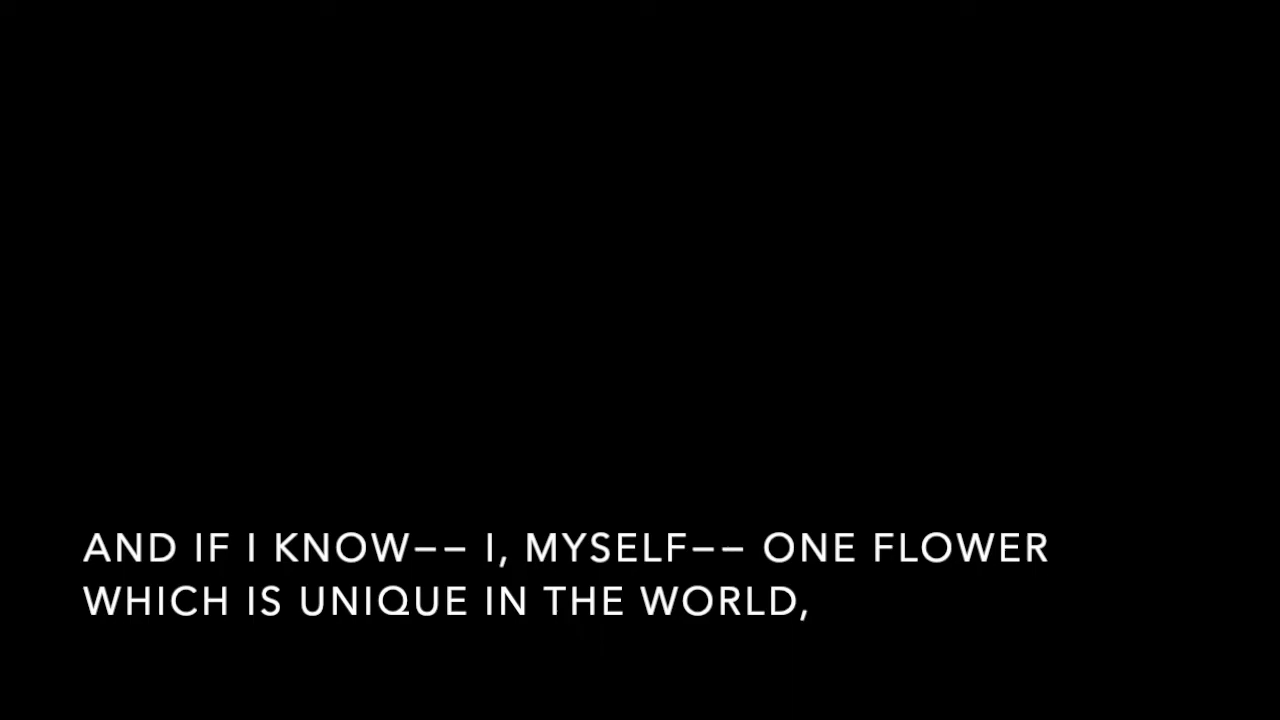 AND IF I KNOW–– I, MYSELF–– ONE FLOWER
WHICH IS UNIQUE IN THE WORLD,